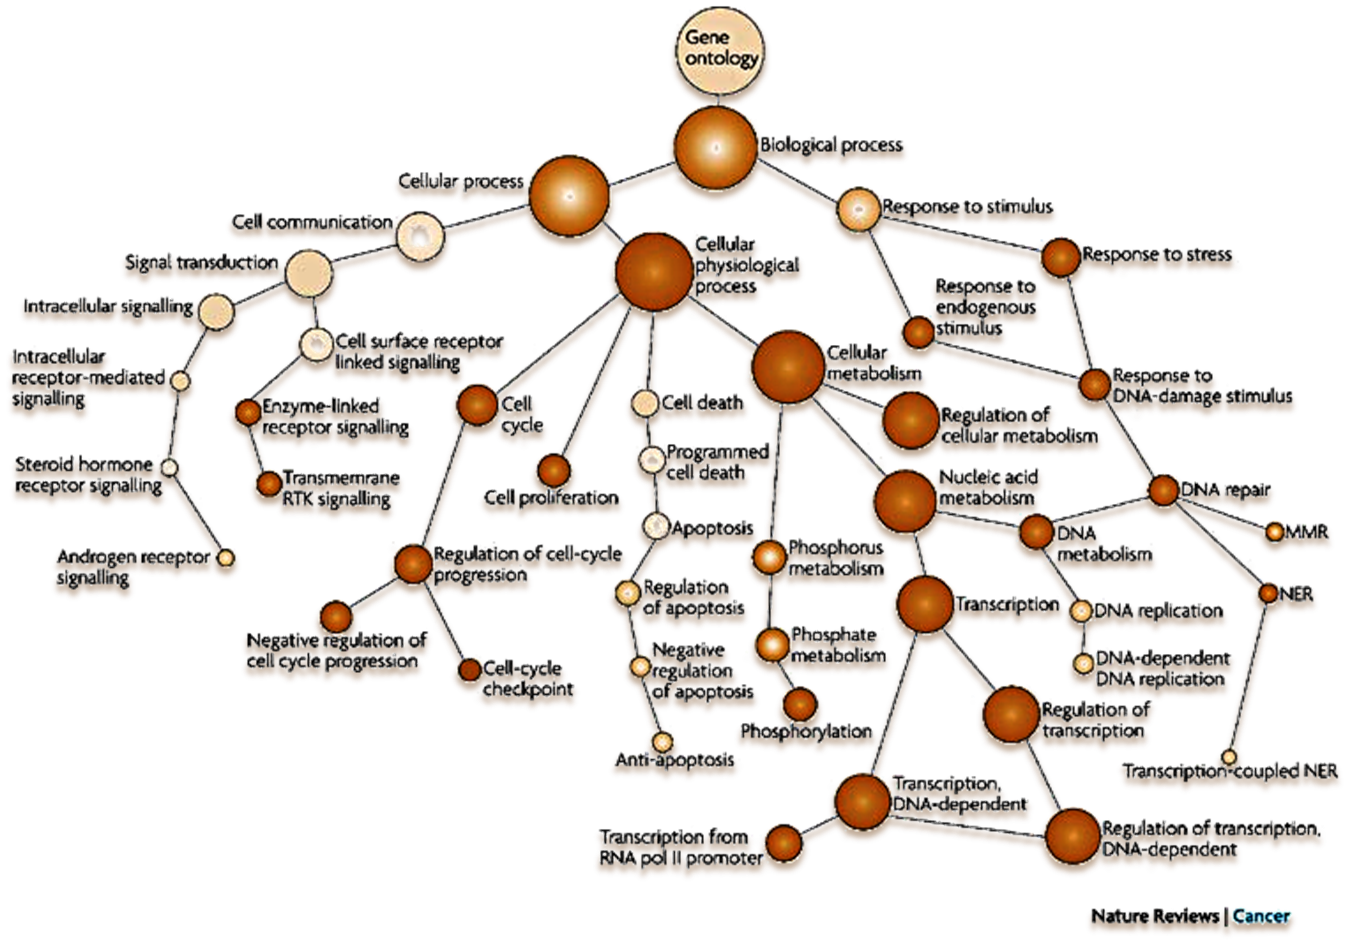 Gene
ontology
Biological process
Cellular process
Response to stimulus
Cell communication
Cellular
physiological
process
Response to stress
Signal transduction
Response to
endogenous
stimulus
Intracellular signalling
Cell surface receptor
linked signalling
Intracellular
receptor-mediated
signalling
Cellular
metabolism
Response to
DNA-damage stimulus
Enzyme-linked
receptor signalling
Cell
cycle
Cell death
Regulation of
cellular metabolism
Steroid hormone
receptor signalling
Transmemrane
RTK signalling
Cell proliferation
Programmed
cell death
Nucleic acid
metabolism
DNA repair
Apoptosis
DNA
metabolism
MMR
Androgen receptor
signalling
Regulation of cell-cycle
progression
Phosphorus
metabolism
Regulation
of apoptosis
Transcription
DNA replication
NER
Negative regulation of
cell cycle progression
Cell-cycle
checkpoint
Negative
regulation
of apoptosis
Phosphate
metabolism
DNA-dependent
DNA replication
Regulation of
transcription
Phosphorylation
Anti-apoptosis
Transcription-coupled NER
Transcription,
DNA-dependent
Transcription from
RNA pol II promoter
Regulation of transcription,
DNA-dependent
Nature Reviews | Cancer